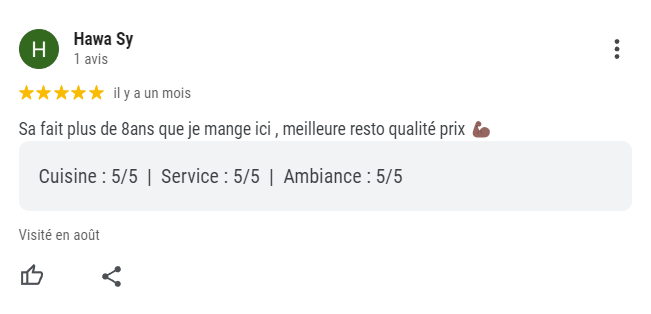 H
Hawa Sy
1 avis
il y a un mois
Sa fait plus de 8ans que je mange ici , meilleure resto qualité prix 💪🏾
Cuisine : 5/5 | Service : 5/5 | Ambiance : 5/5
Visité en août